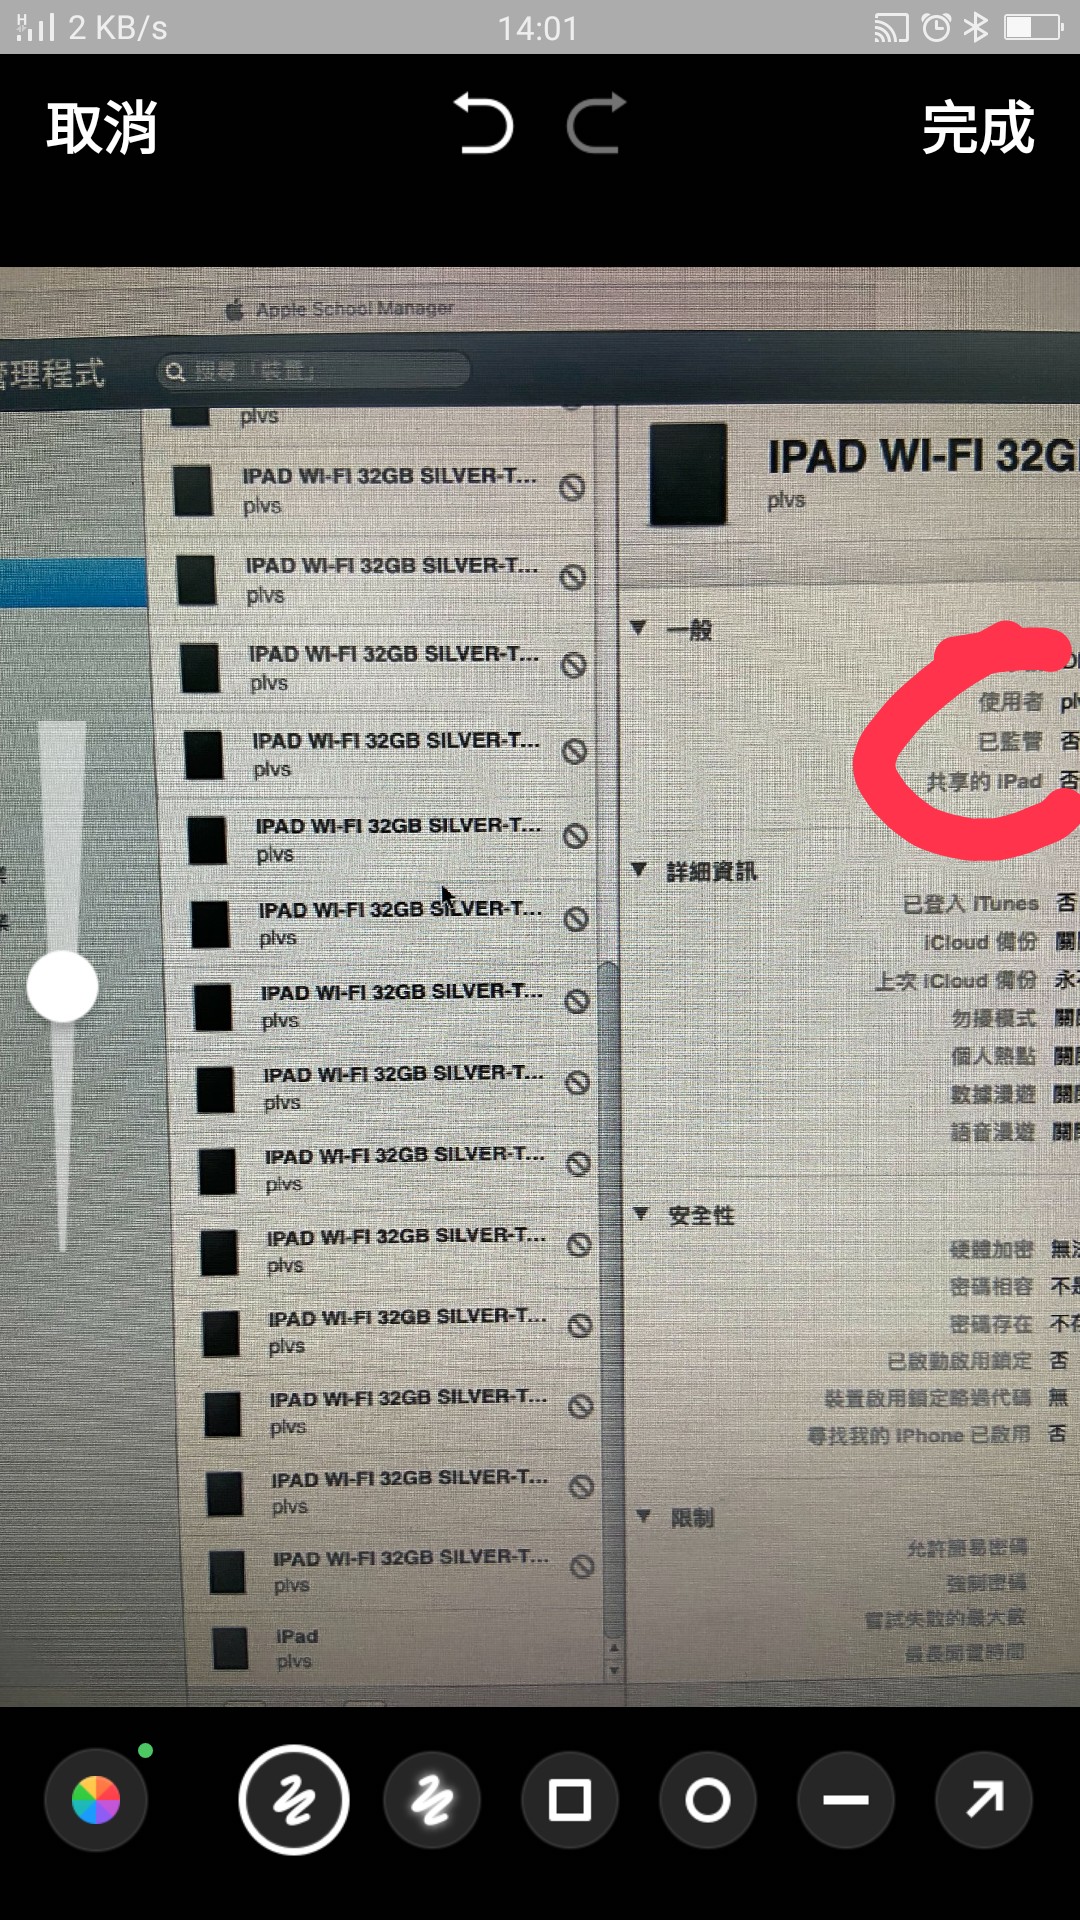 2 KB/s 14:01
取消 完成
Apple School Manager
管理程式 搜尋「裝置」
plvs
IPAD WI-FI 32GB SILVER-T...
plvs
IPAD WI-FI 32GB SILVER-T...
plvs
IPAD WI-FI 32GB SILVER-T...
plvs
IPAD WI-FI 32GB SILVER-T...
plvs
IPAD WI-FI 32GB SILVER-T...
plvs
IPAD WI-FI 32GB SILVER-T...
plvs
IPAD WI-FI 32GB SILVER-T...
plvs
IPAD WI-FI 32GB SILVER-T...
plvs
IPAD WI-FI 32GB SILVER-T...
plvs
IPAD WI-FI 32GB SILVER-T...
plvs
IPAD WI-FI 32GB SILVER-T...
plvs
IPAD WI-FI 32GB SILVER-T...
plvs
IPAD WI-FI 32GB SILVER-T...
plvs
IPAD WI-FI 32GB SILVER-T...
plvs
iPad
plvs
IPAD WI-FI 32G
plvs
一般
使用者 plv
已監管 否
共享的 iPad 否
詳細資訊
已登入 iTunes 否
iCloud 備份 關
上次 iCloud 備份 永
勿擾模式 關
個人熱點 關
數據漫遊 關
語音漫遊 關
安全性
硬體加密 無
密碼相容 不
密碼存在 不
已啟動啟用鎖定 否
裝置啟用鎖定略過代碼 無
尋找我的 iPhone 已啟用 否
限制
允許簡易密碼
強制密碼
嘗試失敗的最大數
最長閒置時間